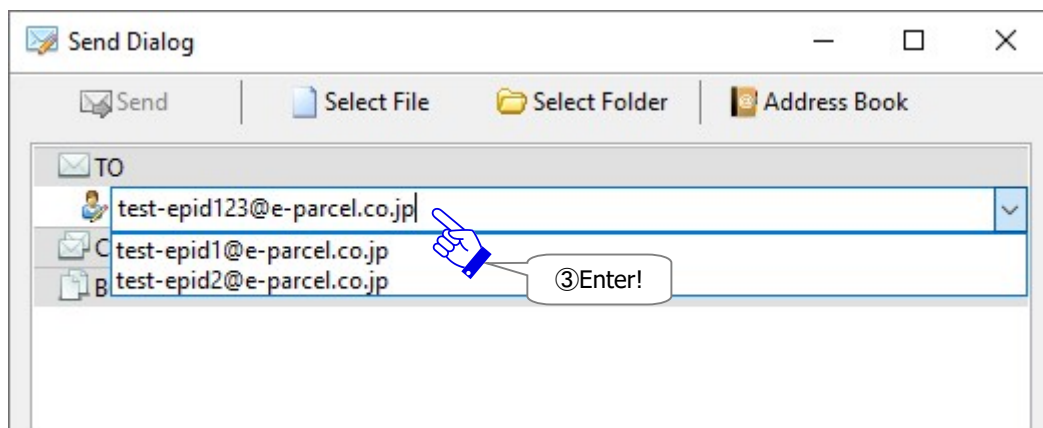 Send Dialog
Send Select File Select Folder Address Book
TO
test-epid123@e-parcel.co.jp
C test-epid1@e-parcel.co.jp
B test-epid2@e-parcel.co.jp
③Enter!